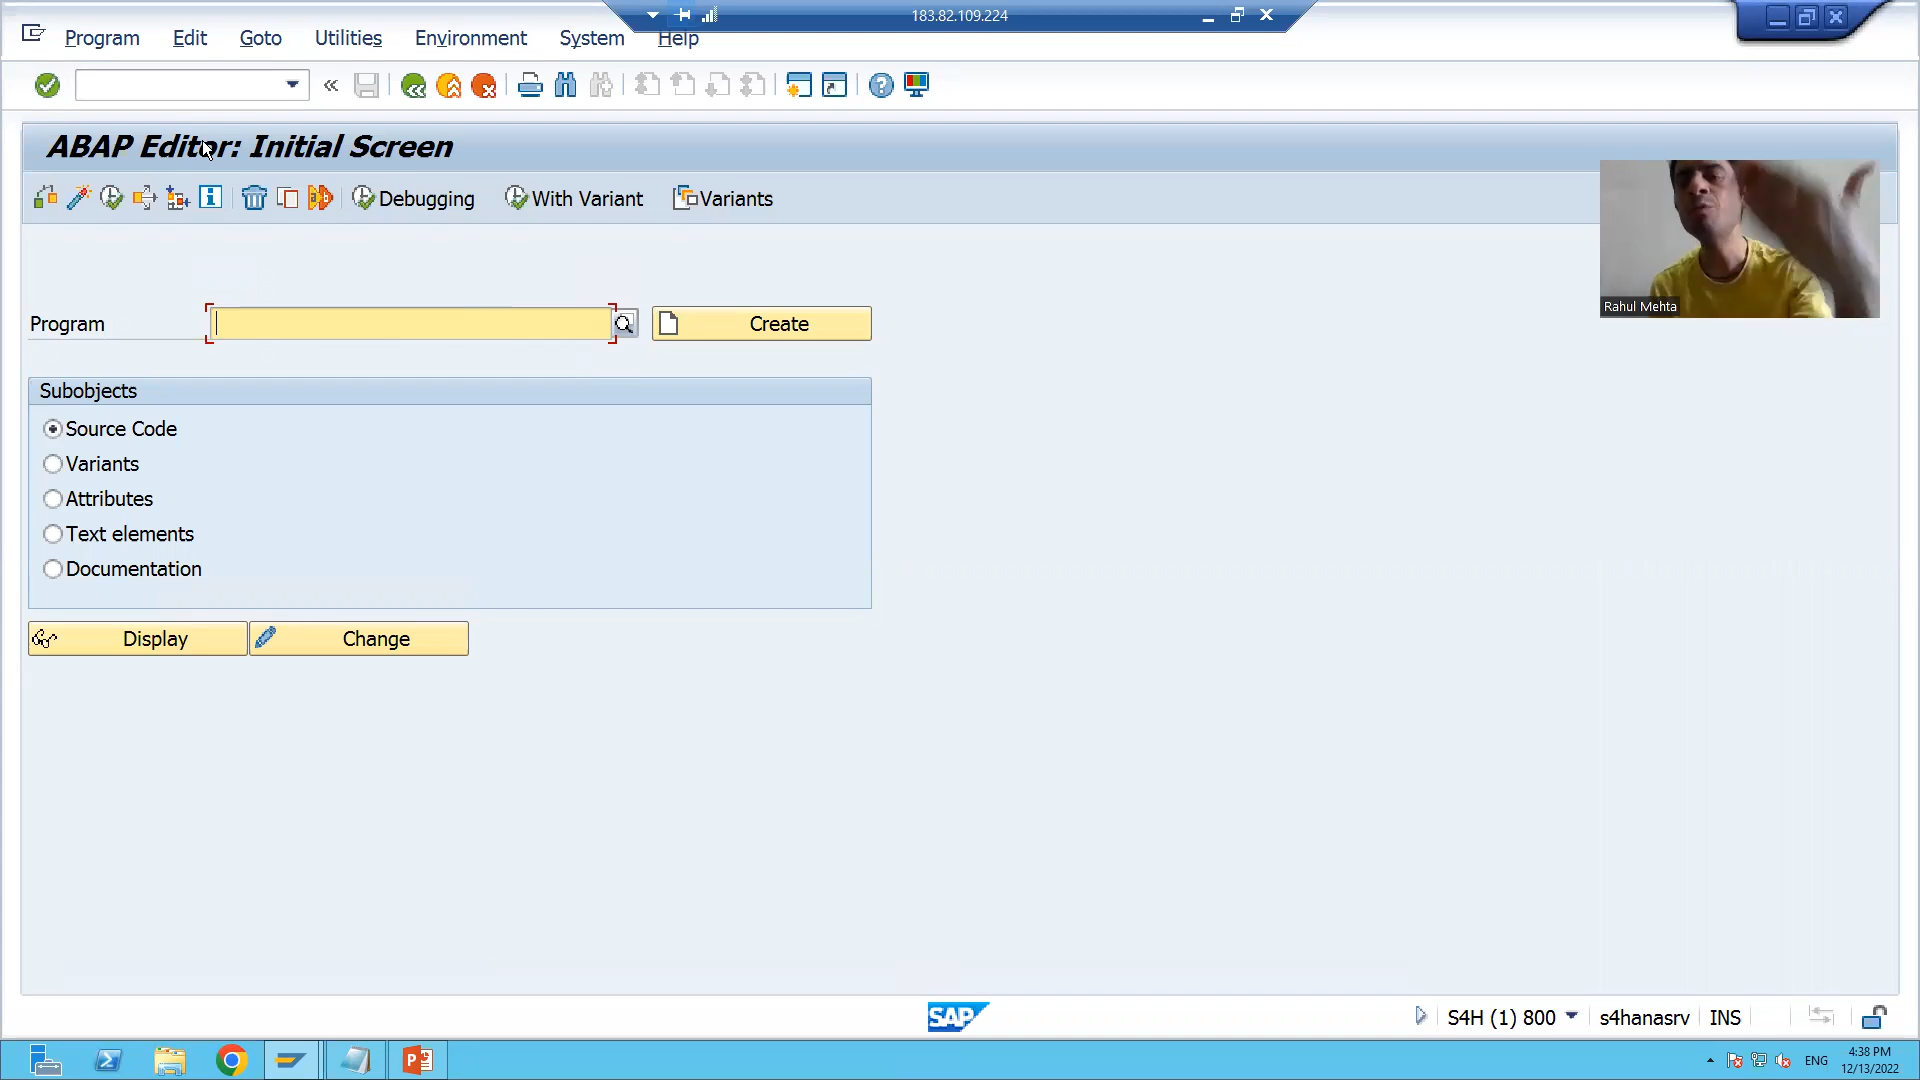 183.82.109.224
Program Edit Goto Utilities Environment System Help
ABAP Editor: Initial Screen
Debugging With Variant Variants
Rahul Mehta
Program
Create
Subobjects
Source Code
Variants
Attributes
Text elements
Documentation
Display Change
SAP
S4H (1) 800 s4hanasrv INS
ENG
4:38 PM
12/13/2022